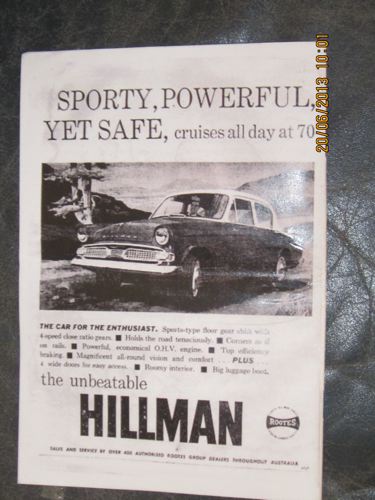 SPORTY, POWERFUL,
YET SAFE, cruises all day at 70
THE CAR FOR THE ENTHUSIAST. Sports-type floor gear shift with
4-speed close ratio gears. ■ Holds the road tenaciously. ■ Corners as if
on rails. ■ Powerful, economical O.H.V. engine. ■ Top efficiency
braking. ■ Magnificent all-round vision and comfort . . PLUS . . .
4 wide doors for easy access. ■ Roomy interior. ■ Big luggage boot.
the unbeatable
HILLMAN
ROOTES
SALES AND SERVICE BY OVER 400 AUTHORISED ROOTES GROUP DEALERS THROUGHOUT AUSTRALIA
20/06/2013 10:01